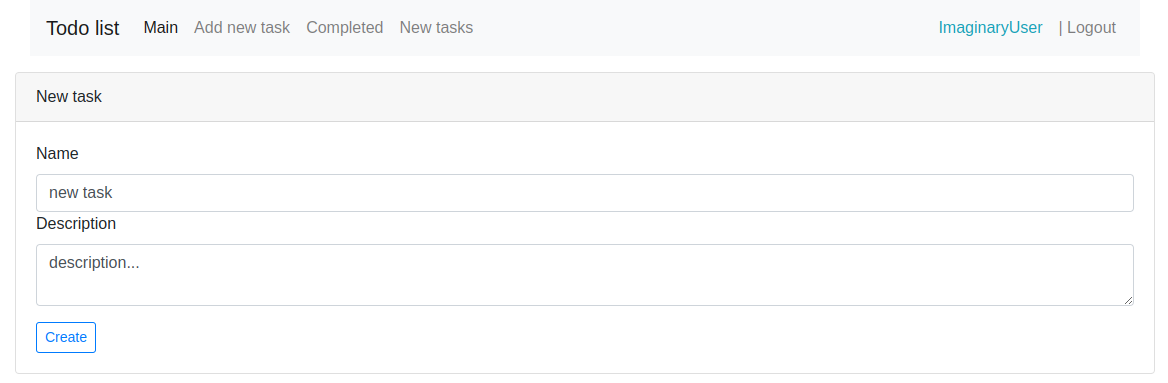 Todo list Main Add new task Completed New tasks ImaginaryUser | Logout
New task
Name
new task
Description
description...
Create